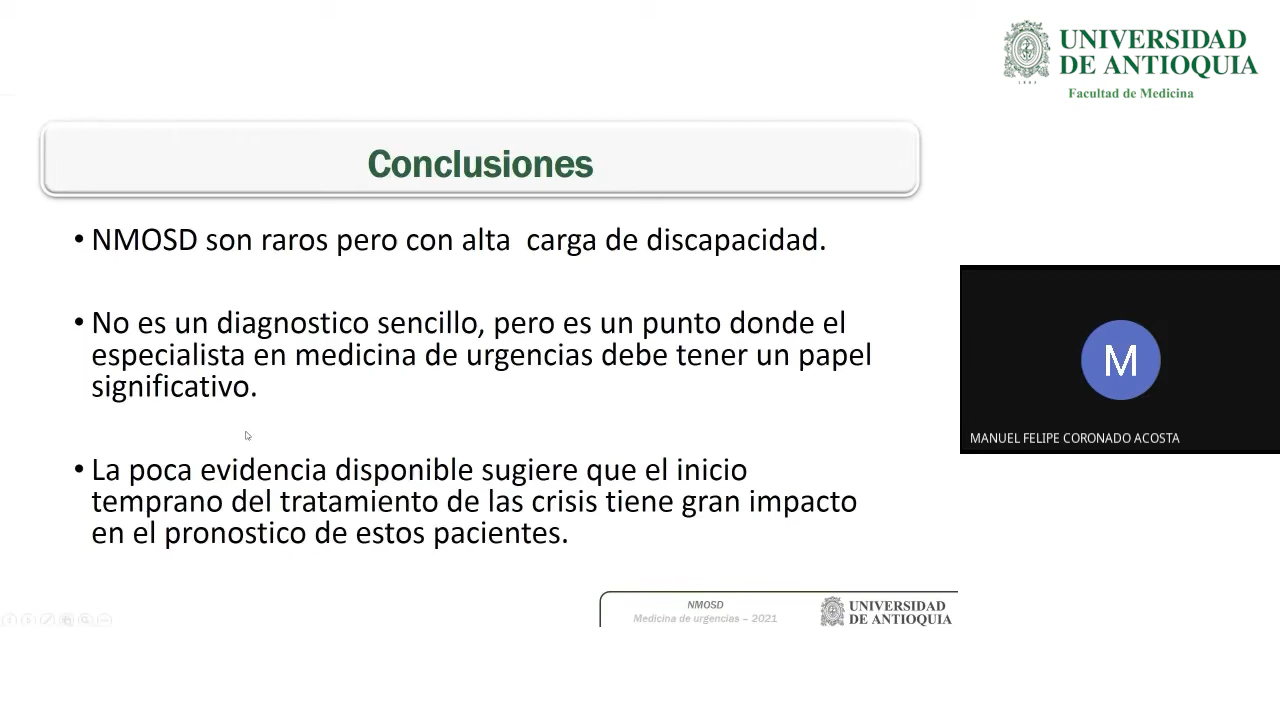 UNIVERSIDAD
DE ANTIOQUIA
1803
Facultad de Medicina
Conclusiones
• NMOSD son raros pero con alta carga de discapacidad.
• No es un diagnostico sencillo, pero es un punto donde el
especialista en medicina de urgencias debe tener un papel
significativo.
• La poca evidencia disponible sugiere que el inicio
temprano del tratamiento de las crisis tiene gran impacto
en el pronostico de estos pacientes.
M
MANUEL FELIPE CORONADO ACOSTA
NMOSD
Medicina de urgencias – 2021
UNIVERSIDAD
DE ANTIOQUIA